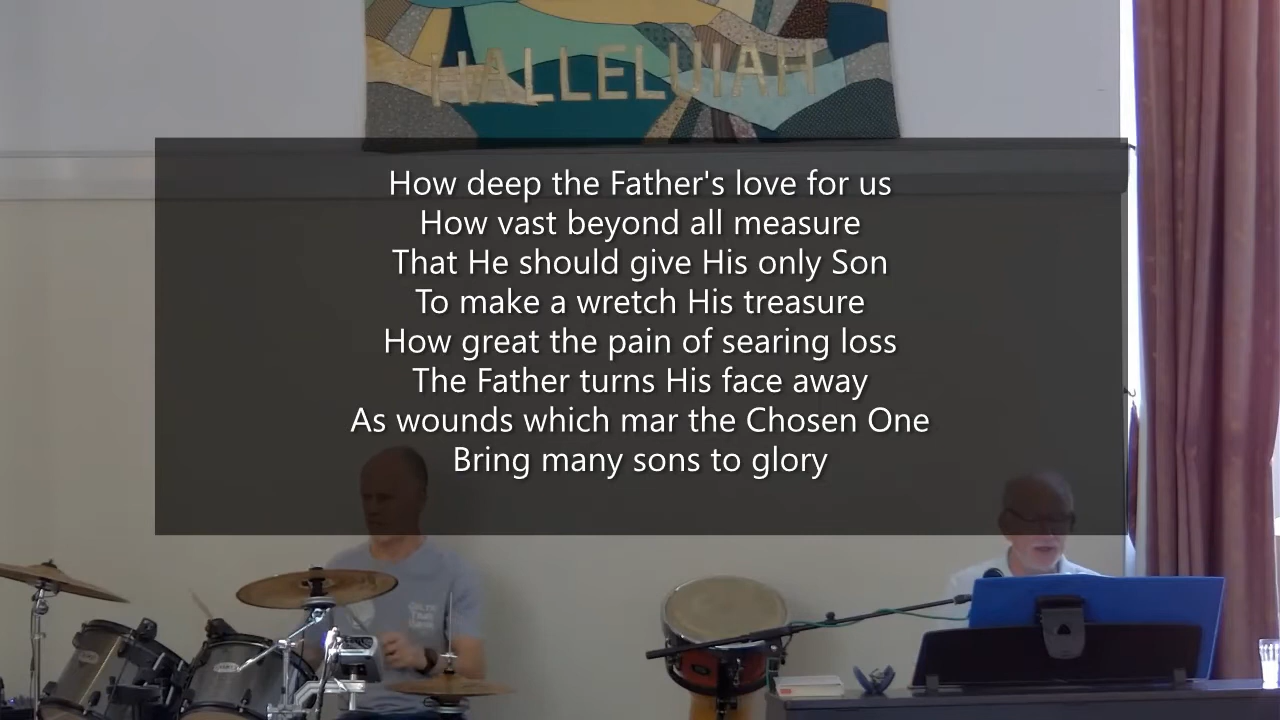 HALLELUIAH
How deep the Father's love for us
How vast beyond all measure
That He should give His only Son
To make a wretch His treasure
How great the pain of searing loss
The Father turns His face away
As wounds which mar the Chosen One
Bring many sons to glory